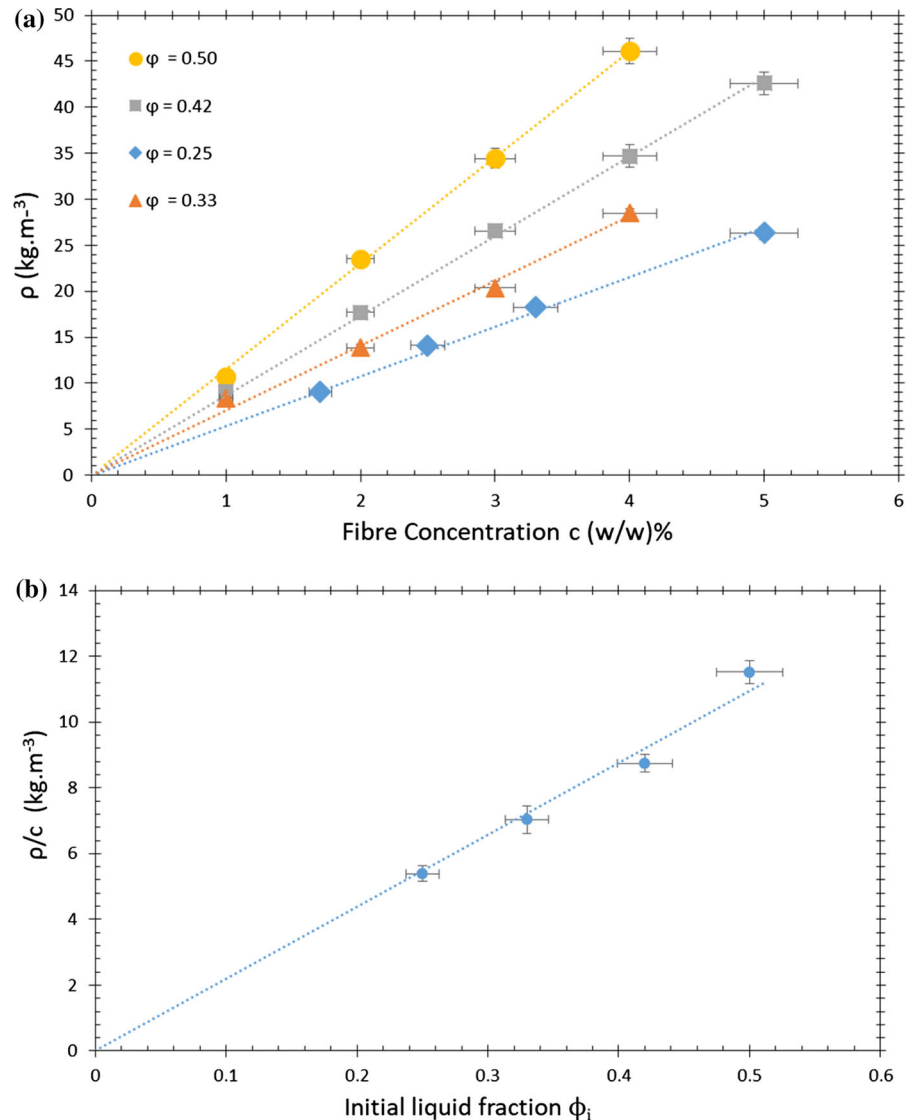 (a)
50
45
40
35
30
25
20
15
10
5
0
ρ (kg.m⁻³)
φ = 0.50
φ = 0.42
φ = 0.25
φ = 0.33
0 1 2 3 4 5 6
Fibre Concentration c (w/w)%
(b)
14
12
10
8
6
4
2
0
ρ/c (kg.m⁻³)
0 0.1 0.2 0.3 0.4 0.5 0.6
Initial liquid fraction ϕᵢ